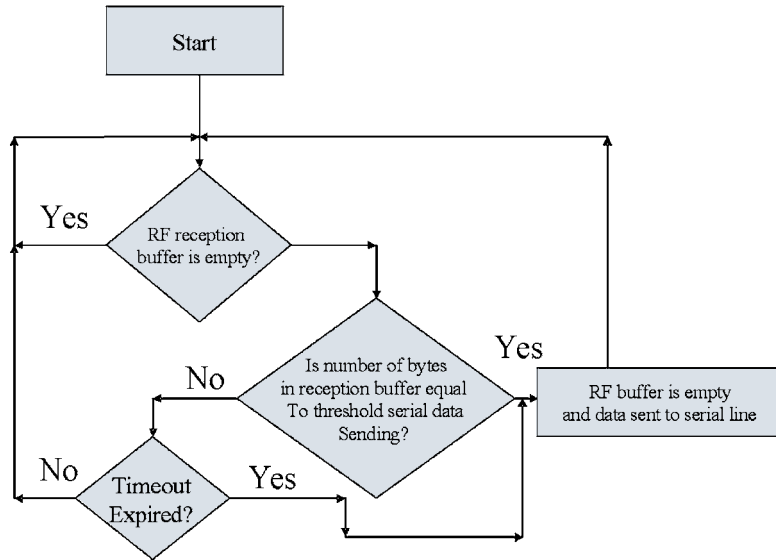 Start
Yes
RF reception
buffer is empty?
Is number of bytes
in reception buffer equal
To threshold serial data
Sending?
Yes
No
RF buffer is empty
and data sent to serial line
No
Timeout
Expired?
Yes